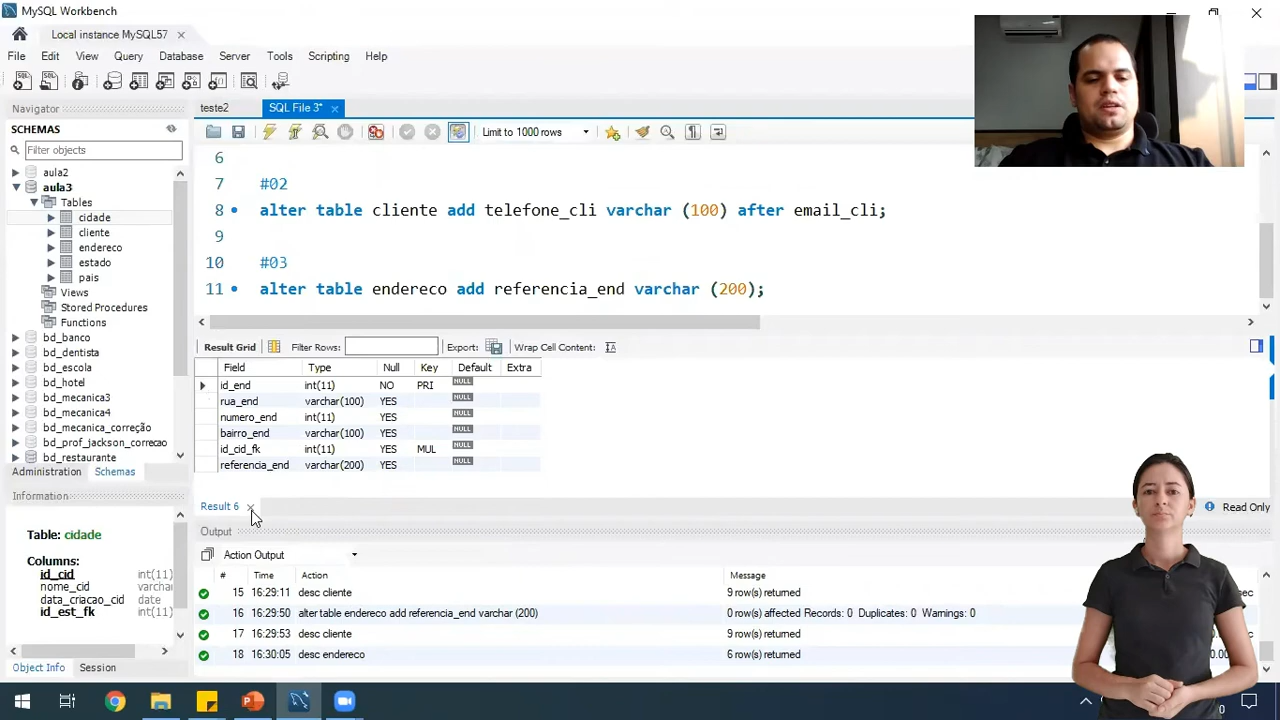 MySQL Workbench
Local instance MySQL57
File Edit View Query Database Server Tools Scripting Help
Navigator
SCHEMAS
Filter objects
aula2
aula3
Tables
cidade
cliente
endereco
estado
pais
Views
Stored Procedures
Functions
bd_banco
bd_dentista
bd_escola
bd_hotel
bd_mecanica3
bd_mecanica4
bd_mecanica_correção
bd_prof_jackson_correcao
bd_restaurante
Administration Schemas
Information
Table: cidade
Columns:
id_cid int(11)
nome_cid
data_criacao_cid date
id_est_fk int(11)
Object Info Session
teste2 SQL File 3*
Limit to 1000 rows
6
7 #02
8 alter table cliente add telefone_cli varchar (100) after email_cli;
9
10 #03
11 alter table endereco add referencia_end varchar (200);
Result Grid Filter Rows: Export: Wrap Cell Content: IA
Field Type Null Key Default Extra
id_end int(11) NO PRI NULL
rua_end varchar(100) YES NULL
numero_end int(11) YES NULL
bairro_end varchar(100) YES NULL
id_cid_fk int(11) YES MUL NULL
referencia_end varchar(200) YES NULL
Result 6 Read Only
Output
Action Output
# Time Action Message
15 16:29:11 desc cliente 9 row(s) returned
16 16:29:50 alter table endereco add referencia_end varchar (200) 0 row(s) affected Records: 0 Duplicates: 0 Warnings: 0
17 16:29:53 desc cliente 9 row(s) returned
18 16:30:05 desc endereco 6 row(s) returned